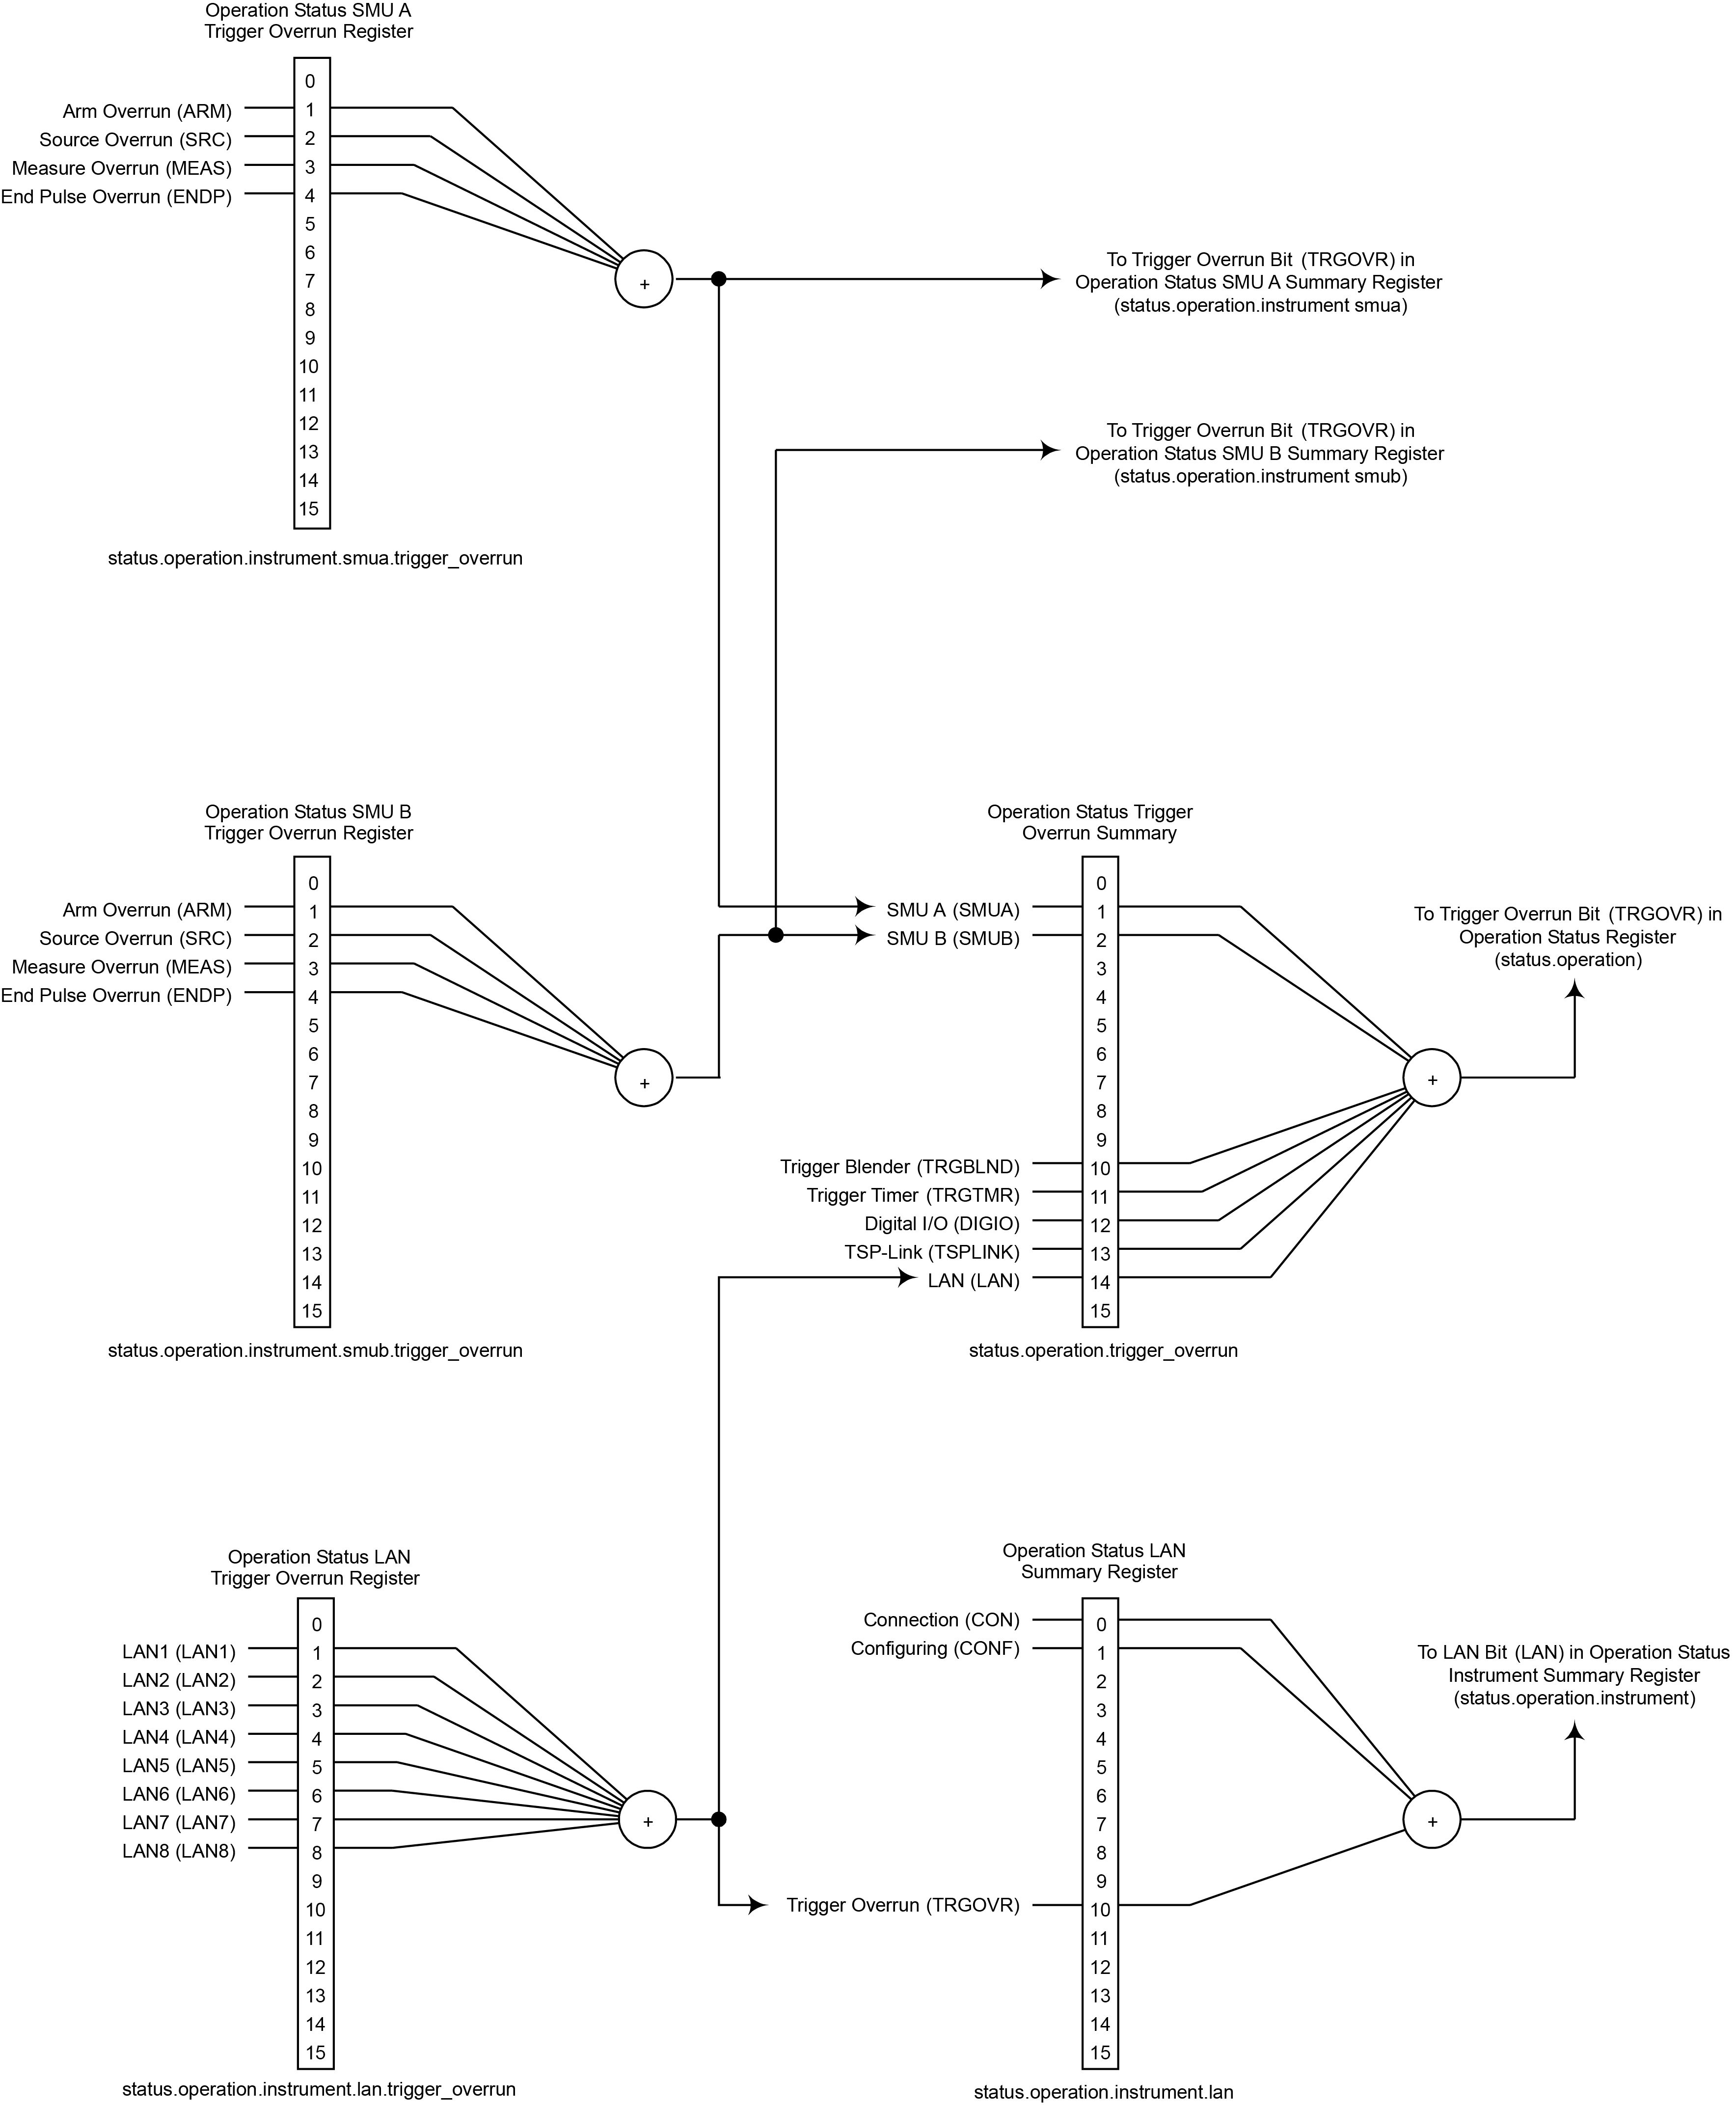 Operation Status SMU A
Trigger Overrun Register
0
Arm Overrun (ARM) 1
Source Overrun (SRC) 2
Measure Overrun (MEAS) 3
End Pulse Overrun (ENDP) 4
5
6
7
8
9
10
11
12
13
14
15
+
status.operation.instrument.smua.trigger_overrun
To Trigger Overrun Bit (TRGOVR) in
Operation Status SMU A Summary Register
(status.operation.instrument smua)
To Trigger Overrun Bit (TRGOVR) in
Operation Status SMU B Summary Register
(status.operation.instrument smub)
Operation Status SMU B
Trigger Overrun Register
0
Arm Overrun (ARM) 1
Source Overrun (SRC) 2
Measure Overrun (MEAS) 3
End Pulse Overrun (ENDP) 4
5
6
7
8
9
10
11
12
13
14
15
+
status.operation.instrument.smub.trigger_overrun
Operation Status Trigger
Overrun Summary
0
SMU A (SMUA) 1
SMU B (SMUB) 2
3
4
5
6
7
8
9
Trigger Blender (TRGBLND) 10
Trigger Timer (TRGTMR) 11
Digital I/O (DIGIO) 12
TSP-Link (TSPLINK) 13
LAN (LAN) 14
15
+
status.operation.trigger_overrun
To Trigger Overrun Bit (TRGOVR) in
Operation Status Register
(status.operation)
Operation Status LAN
Trigger Overrun Register
0
LAN1 (LAN1) 1
LAN2 (LAN2) 2
LAN3 (LAN3) 3
LAN4 (LAN4) 4
LAN5 (LAN5) 5
LAN6 (LAN6) 6
LAN7 (LAN7) 7
LAN8 (LAN8) 8
9
10
11
12
13
14
15
+
status.operation.instrument.lan.trigger_overrun
Operation Status LAN
Summary Register
Connection (CON) 0
Configuring (CONF) 1
2
3
4
5
6
7
8
9
Trigger Overrun (TRGOVR) 10
11
12
13
14
15
+
status.operation.instrument.lan
To LAN Bit (LAN) in Operation Status
Instrument Summary Register
(status.operation.instrument)